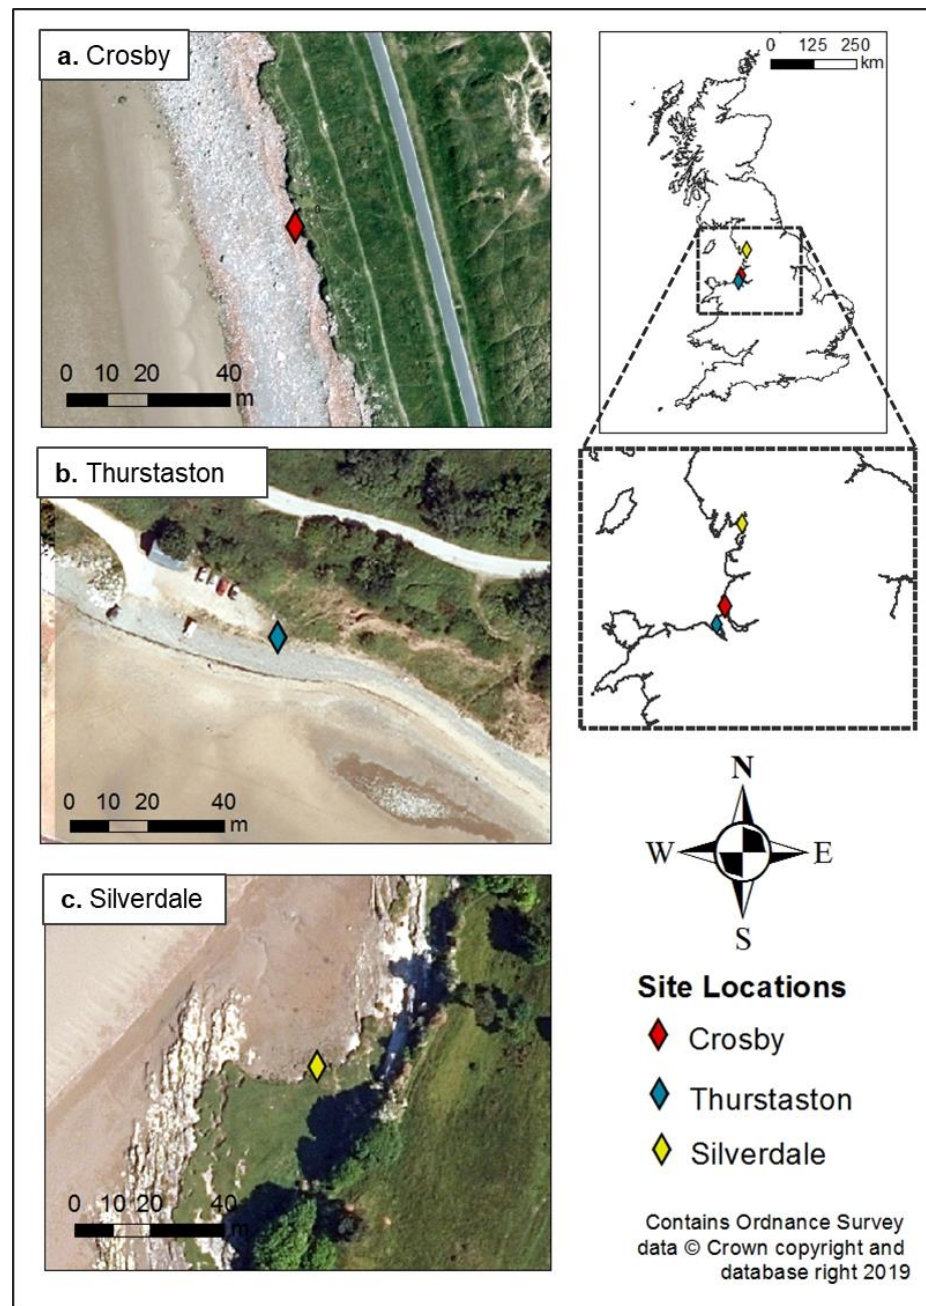 a. Crosby
0 10 20 40
m
0 125 250
km
b. Thurstaston
0 10 20 40
m
c. Silverdale
0 10 20 40
m
N
W E
S
Site Locations
Crosby
Thurstaston
Silverdale
Contains Ordnance Survey
data © Crown copyright and
database right 2019